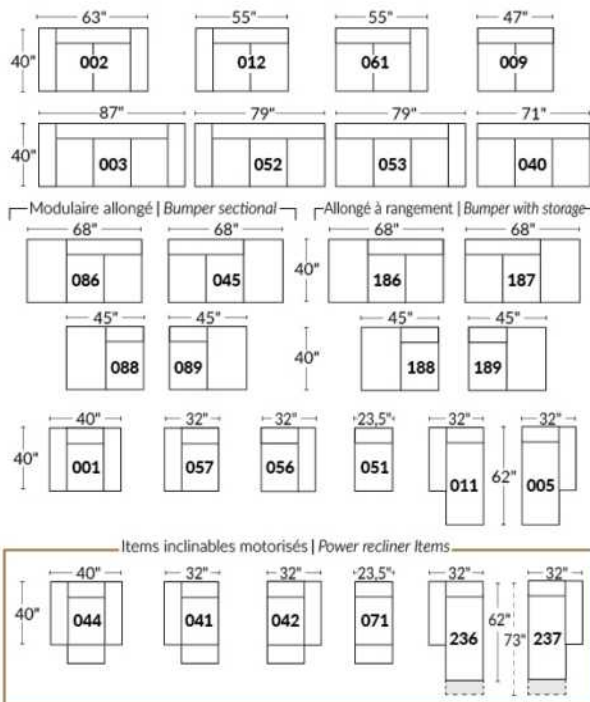 63" 55" 55" 47"
40" 002 012 061 009
87" 79" 79" 71"
40" 003 052 053 040
Modulaire allongé | Bumper sectional Allongé à rangement | Bumper with storage
68" 68" 68" 68"
086 045 40" 186 187
45" 45" 45" 45"
088 089 40" 188 189
40" 32" 32" 23,5" 32" 32"
40" 001 057 056 051 011 62" 005
Items inclinables motorisés | Power recliner Items
40" 32" 32" 23,5" 32" 32"
40" 044 041 042 071 236 62" 73" 237